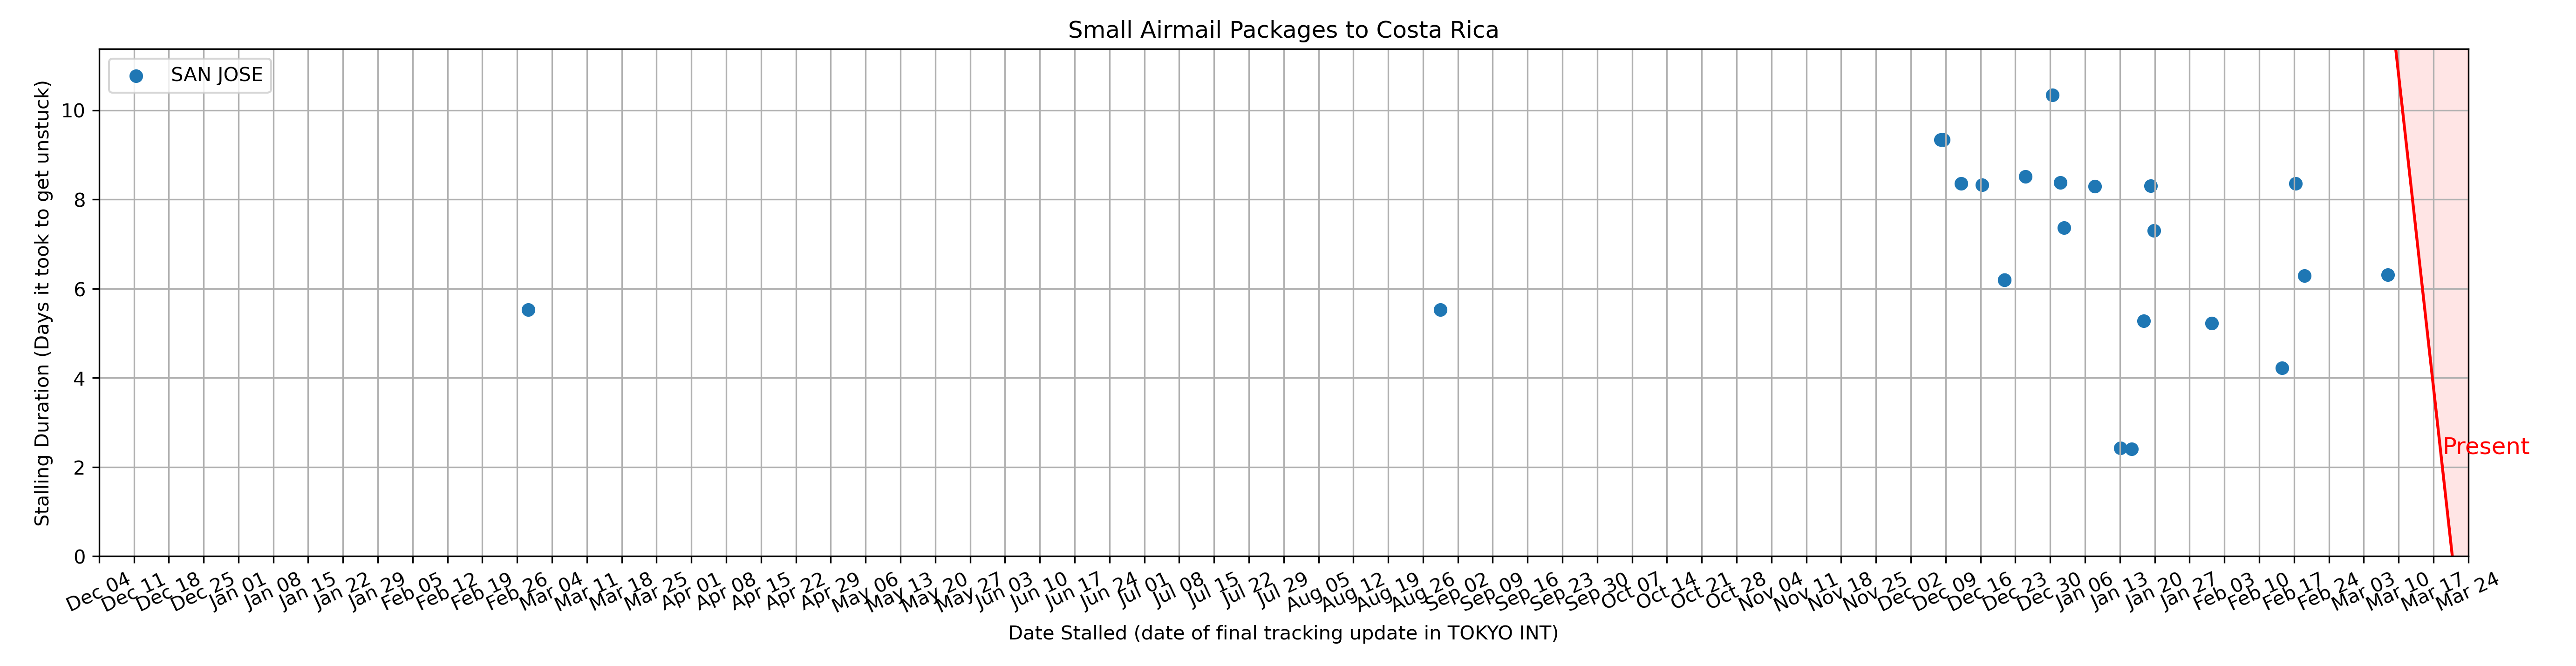 Small Airmail Packages to Costa Rica
SAN JOSE
Stalling Duration (Days it took to get unstuck)
10
8
6
4
2
0
Present
Dec 04
Dec 11
Dec 18
Dec 25
Jan 01
Jan 08
Jan 15
Jan 22
Jan 29
Feb 05
Feb 12
Feb 19
Feb 26
Mar 04
Mar 11
Mar 18
Mar 25
Apr 01
Apr 08
Apr 15
Apr 22
Apr 29
May 06
May 13
May 20
May 27
Jun 03
Jun 10
Jun 17
Jun 24
Jul 01
Jul 08
Jul 15
Jul 22
Jul 29
Aug 05
Aug 12
Aug 19
Aug 26
Sep 02
Sep 09
Sep 16
Sep 23
Sep 30
Oct 07
Oct 14
Oct 21
Oct 28
Nov 04
Nov 11
Nov 18
Nov 25
Dec 02
Dec 09
Dec 16
Dec 23
Dec 30
Jan 06
Jan 13
Jan 20
Jan 27
Feb 03
Feb 10
Feb 17
Feb 24
Mar 03
Mar 10
Mar 17
Mar 24
Date Stalled (date of final tracking update in TOKYO INT)